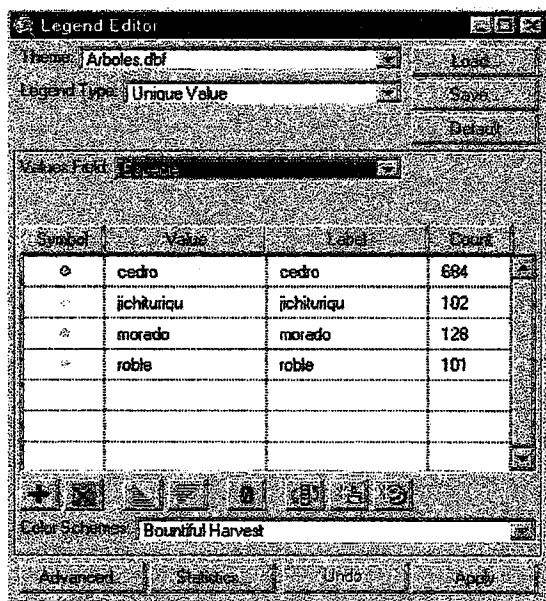 Legend Editor
Theme: Arboles.dbf
Load
Legend Type: Unique Value
Save
Default
Values Field: Especie
Symbol Value Label Count
cedro cedro 684
jichituriqu jichituriqu 102
morado morado 128
roble roble 101
Color Schemes: Bountiful Harvest
Advanced Statistics Undo Apply